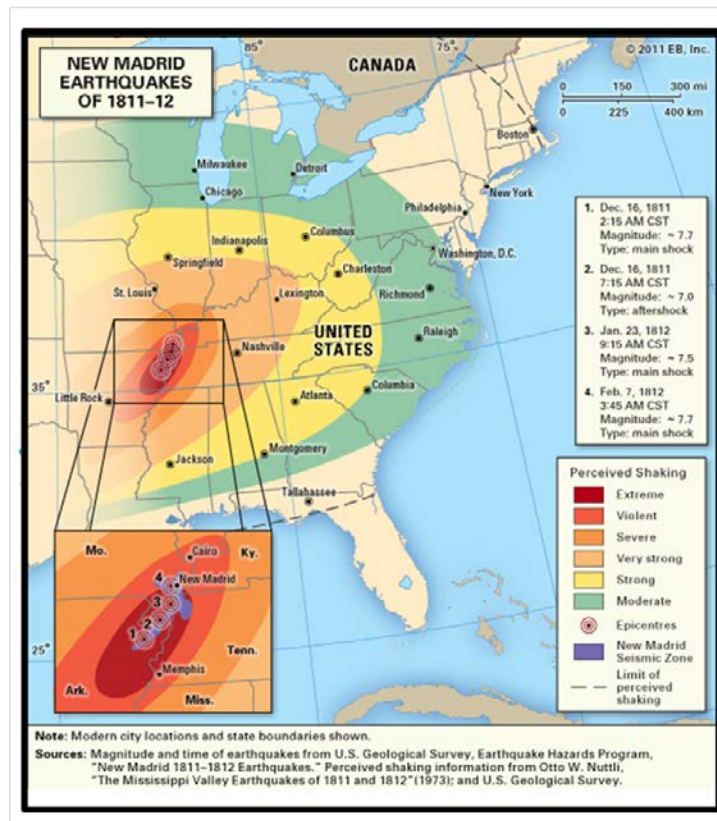 NEW MADRID
EARTHQUAKES
OF 1811–12
85°
75°
CANADA
© 2011 EB, Inc.
0 150 300 mi
0 225 400 km
Boston
Milwaukee
Detroit
Chicago
New York
Philadelphia
Columbus
Indianapolis
Washington, D.C.
Springfield
Charleston
St. Louis
Lexington
Richmond
UNITED
STATES
Nashville
Raleigh
35°
Little Rock
Atlanta
Columbia
Montgomery
Jackson
Tallahassee
1. Dec. 16, 1811
2:15 AM CST
Magnitude: ~ 7.7
Type: main shock
2. Dec. 16, 1811
7:15 AM CST
Magnitude: ~ 7.0
Type: aftershock
3. Jan. 23, 1812
9:15 AM CST
Magnitude: ~ 7.5
Type: main shock
4. Feb. 7, 1812
3:45 AM CST
Magnitude: ~ 7.7
Type: main shock
Perceived Shaking
Extreme
Violent
Severe
Very strong
Strong
Moderate
Epicentres
New Madrid
Seismic Zone
Limit of
perceived
shaking
Mo.
Cairo
Ky.
4
New Madrid
3
2
1
25°
Tenn.
Memphis
Ark.
Miss.
Note: Modern city locations and state boundaries shown.
Sources: Magnitude and time of earthquakes from U.S. Geological Survey, Earthquake Hazards Program,
"New Madrid 1811–1812 Earthquakes." Perceived shaking information from Otto W. Nuttli,
"The Mississippi Valley Earthquakes of 1811 and 1812" (1973); and U.S. Geological Survey.